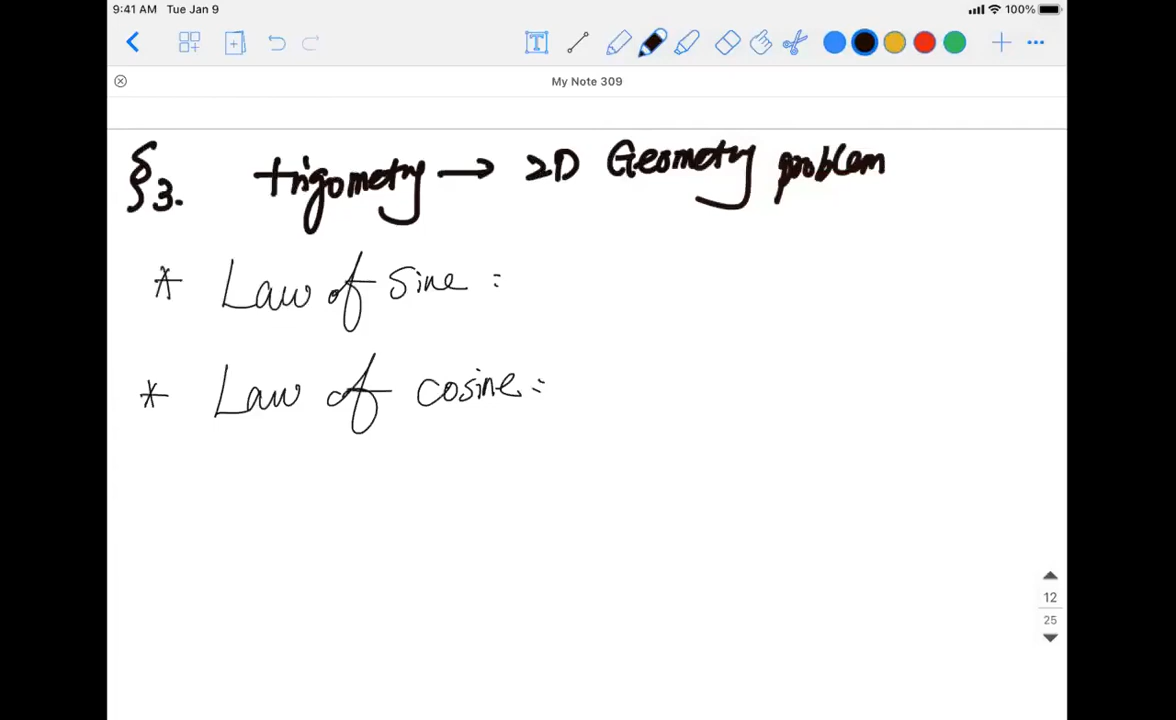 9:41 AM Tue Jan 9 100%
T
My Note 309
§3. trigometry → 2D Geometry problem
* Law of Sine :
* Law of cosine:
12
25